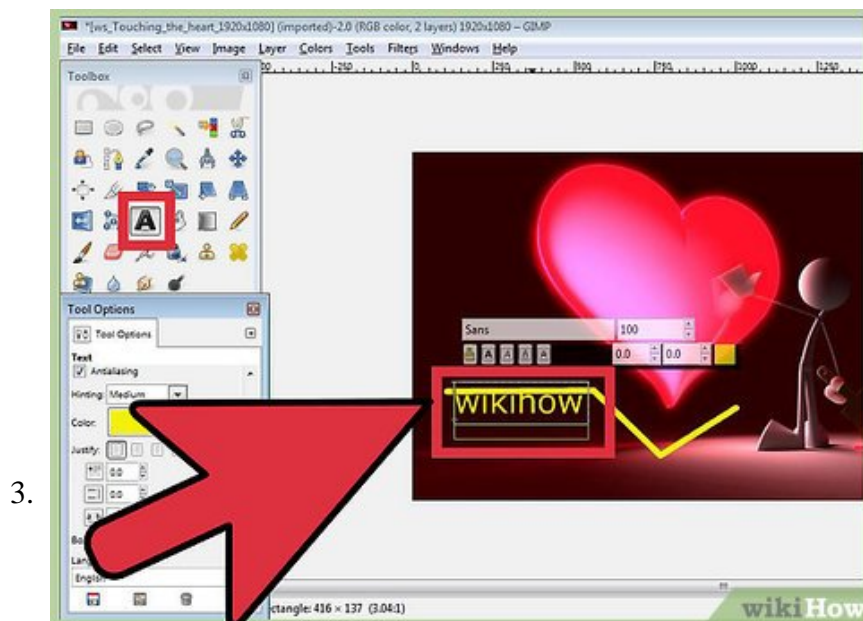 *[ws_Touching_the_heart_1920x1080] (imported)-2.0 (RGB color, 2 layers) 1920x1080 – GIMP
File Edit Select View Image Layer Colors Tools Filters Windows Help
Toolbox
Tool Options
Tool Options
Text
Antialiasing
Hinting: Medium
Color:
Justify:
0.0
0.0
English
Sans 100
A A A A 0.0 0.0
wikihow
3.
ctangle: 416 × 137 (3.04:1)
wikiHow